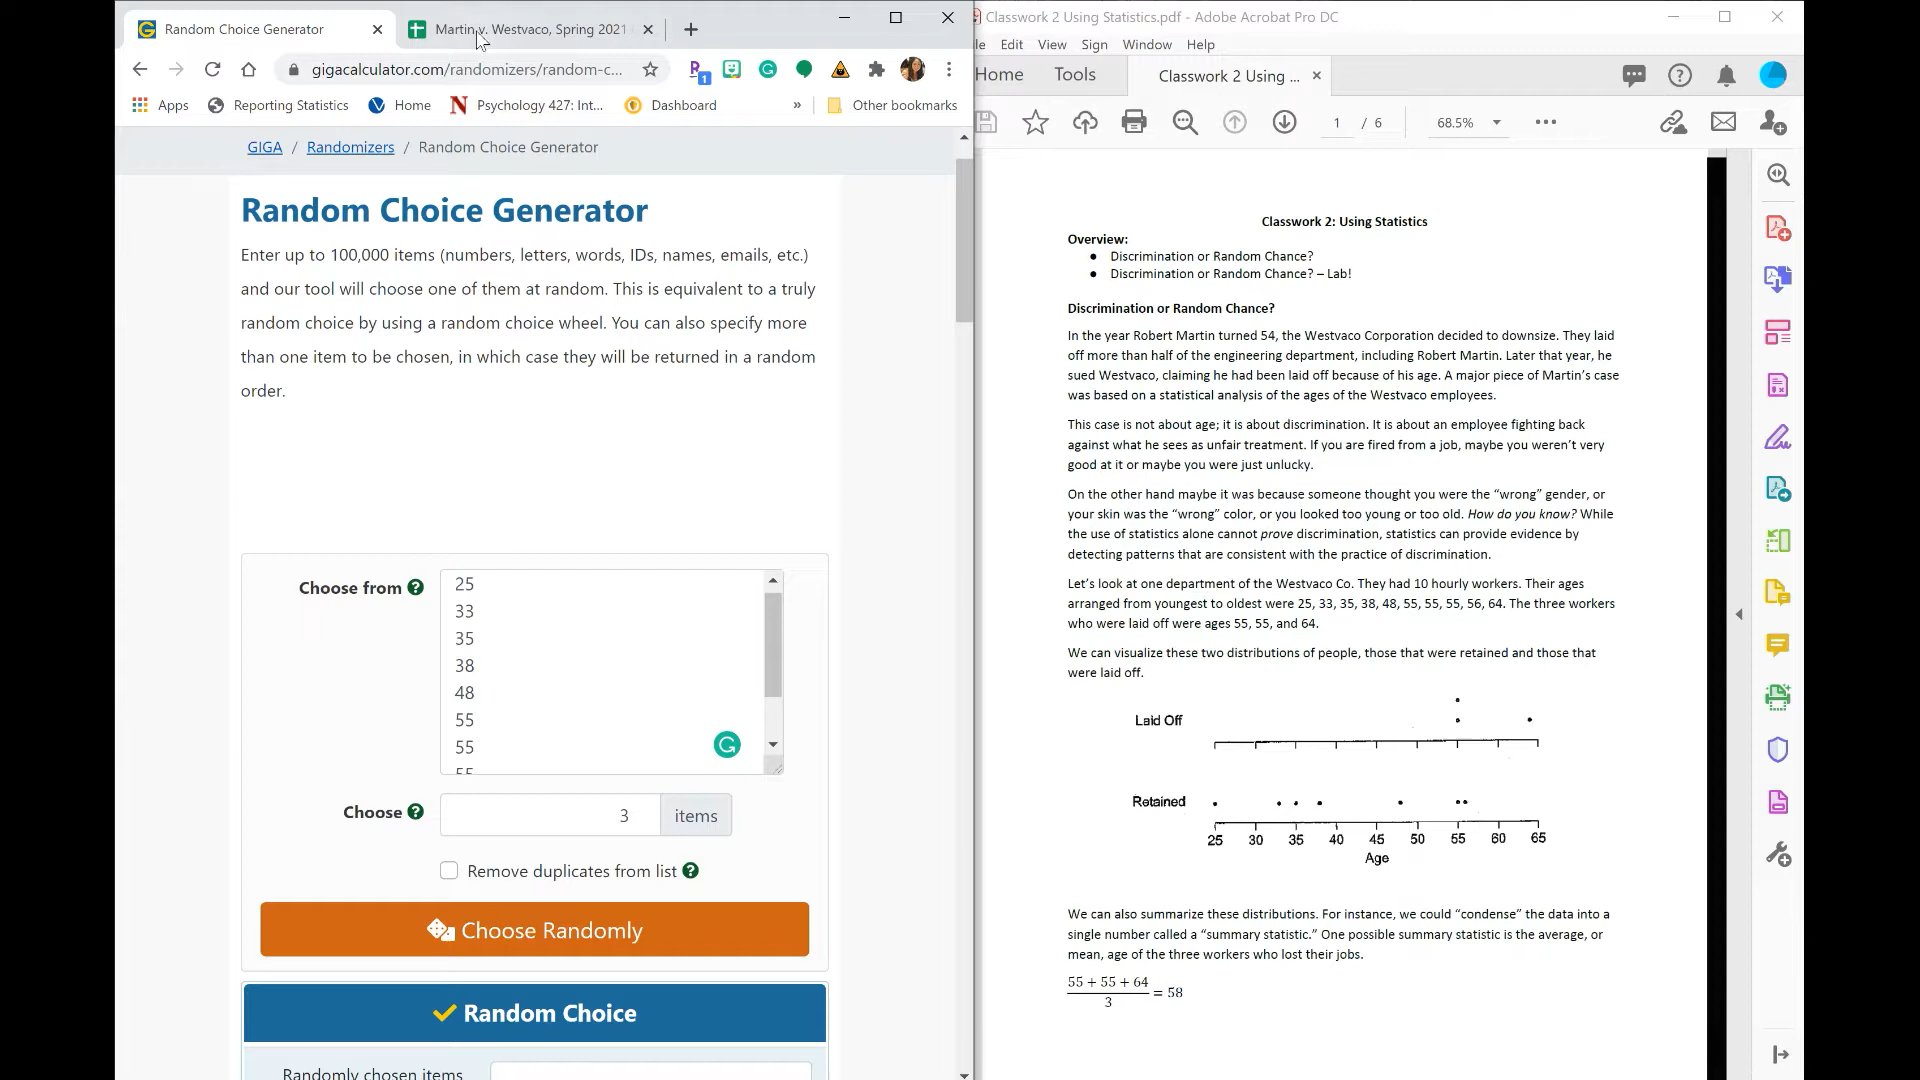 Random Choice Generator
Martin v. Westvaco, Spring 2021
gigacalculator.com/randomizers/random-c...
1
Apps
Reporting Statistics
Home
Psychology 427: Int...
Dashboard
»
Other bookmarks
GIGA / Randomizers / Random Choice Generator
Random Choice Generator
Enter up to 100,000 items (numbers, letters, words, IDs, names, emails, etc.)
and our tool will choose one of them at random. This is equivalent to a truly
random choice by using a random choice wheel. You can also specify more
than one item to be chosen, in which case they will be returned in a random
order.
Choose from
25
33
35
38
48
55
55
55
Choose
3 items
Remove duplicates from list
Choose Randomly
Random Choice
Randomly chosen items
Classwork 2 Using Statistics.pdf - Adobe Acrobat Pro DC
le Edit View Sign Window Help
Home Tools Classwork 2 Using ... ×
1 / 6 68.5%
Classwork 2: Using Statistics
Overview:
● Discrimination or Random Chance?
● Discrimination or Random Chance? – Lab!
Discrimination or Random Chance?
In the year Robert Martin turned 54, the Westvaco Corporation decided to downsize. They laid
off more than half of the engineering department, including Robert Martin. Later that year, he
sued Westvaco, claiming he had been laid off because of his age. A major piece of Martin's case
was based on a statistical analysis of the ages of the Westvaco employees.
This case is not about age; it is about discrimination. It is about an employee fighting back
against what he sees as unfair treatment. If you are fired from a job, maybe you weren't very
good at it or maybe you were just unlucky.
On the other hand maybe it was because someone thought you were the “wrong” gender, or
your skin was the “wrong” color, or you looked too young or too old. How do you know? While
the use of statistics alone cannot prove discrimination, statistics can provide evidence by
detecting patterns that are consistent with the practice of discrimination.
Let's look at one department of the Westvaco Co. They had 10 hourly workers. Their ages
arranged from youngest to oldest were 25, 33, 35, 38, 48, 55, 55, 55, 56, 64. The three workers
who were laid off were ages 55, 55, and 64.
We can visualize these two distributions of people, those that were retained and those that
were laid off.
Laid Off
Retained
25 30 35 40 45 50 55 60 65
Age
We can also summarize these distributions. For instance, we could “condense” the data into a
single number called a “summary statistic.” One possible summary statistic is the average, or
mean, age of the three workers who lost their jobs.
55 + 55 + 64
3
= 58